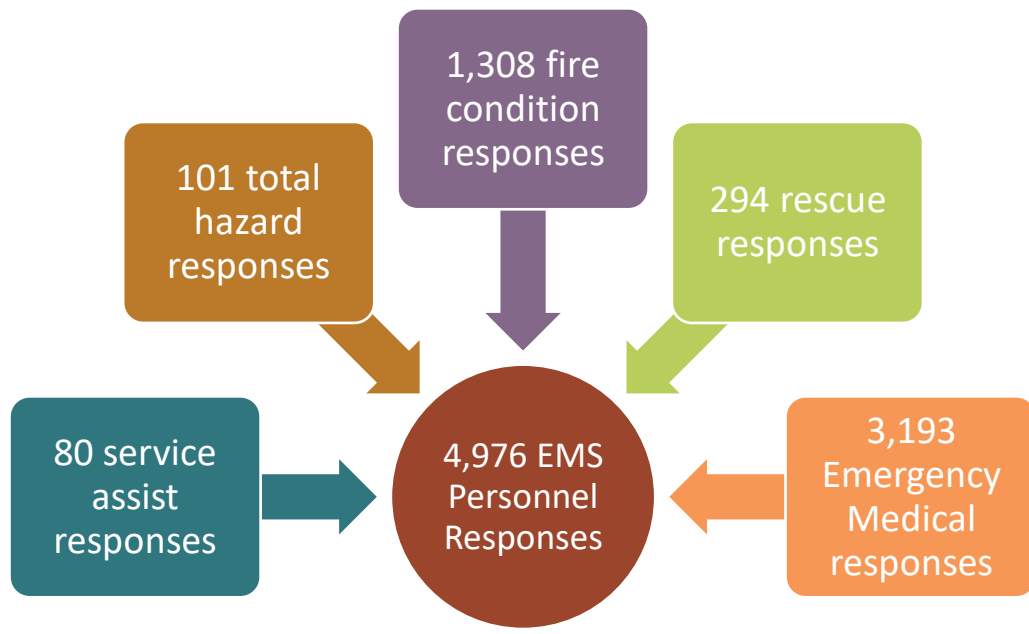 1,308 fire
condition
responses
101 total
hazard
responses
294 rescue
responses
80 service
assist
responses
4,976 EMS
Personnel
Responses
3,193
Emergency
Medical
responses